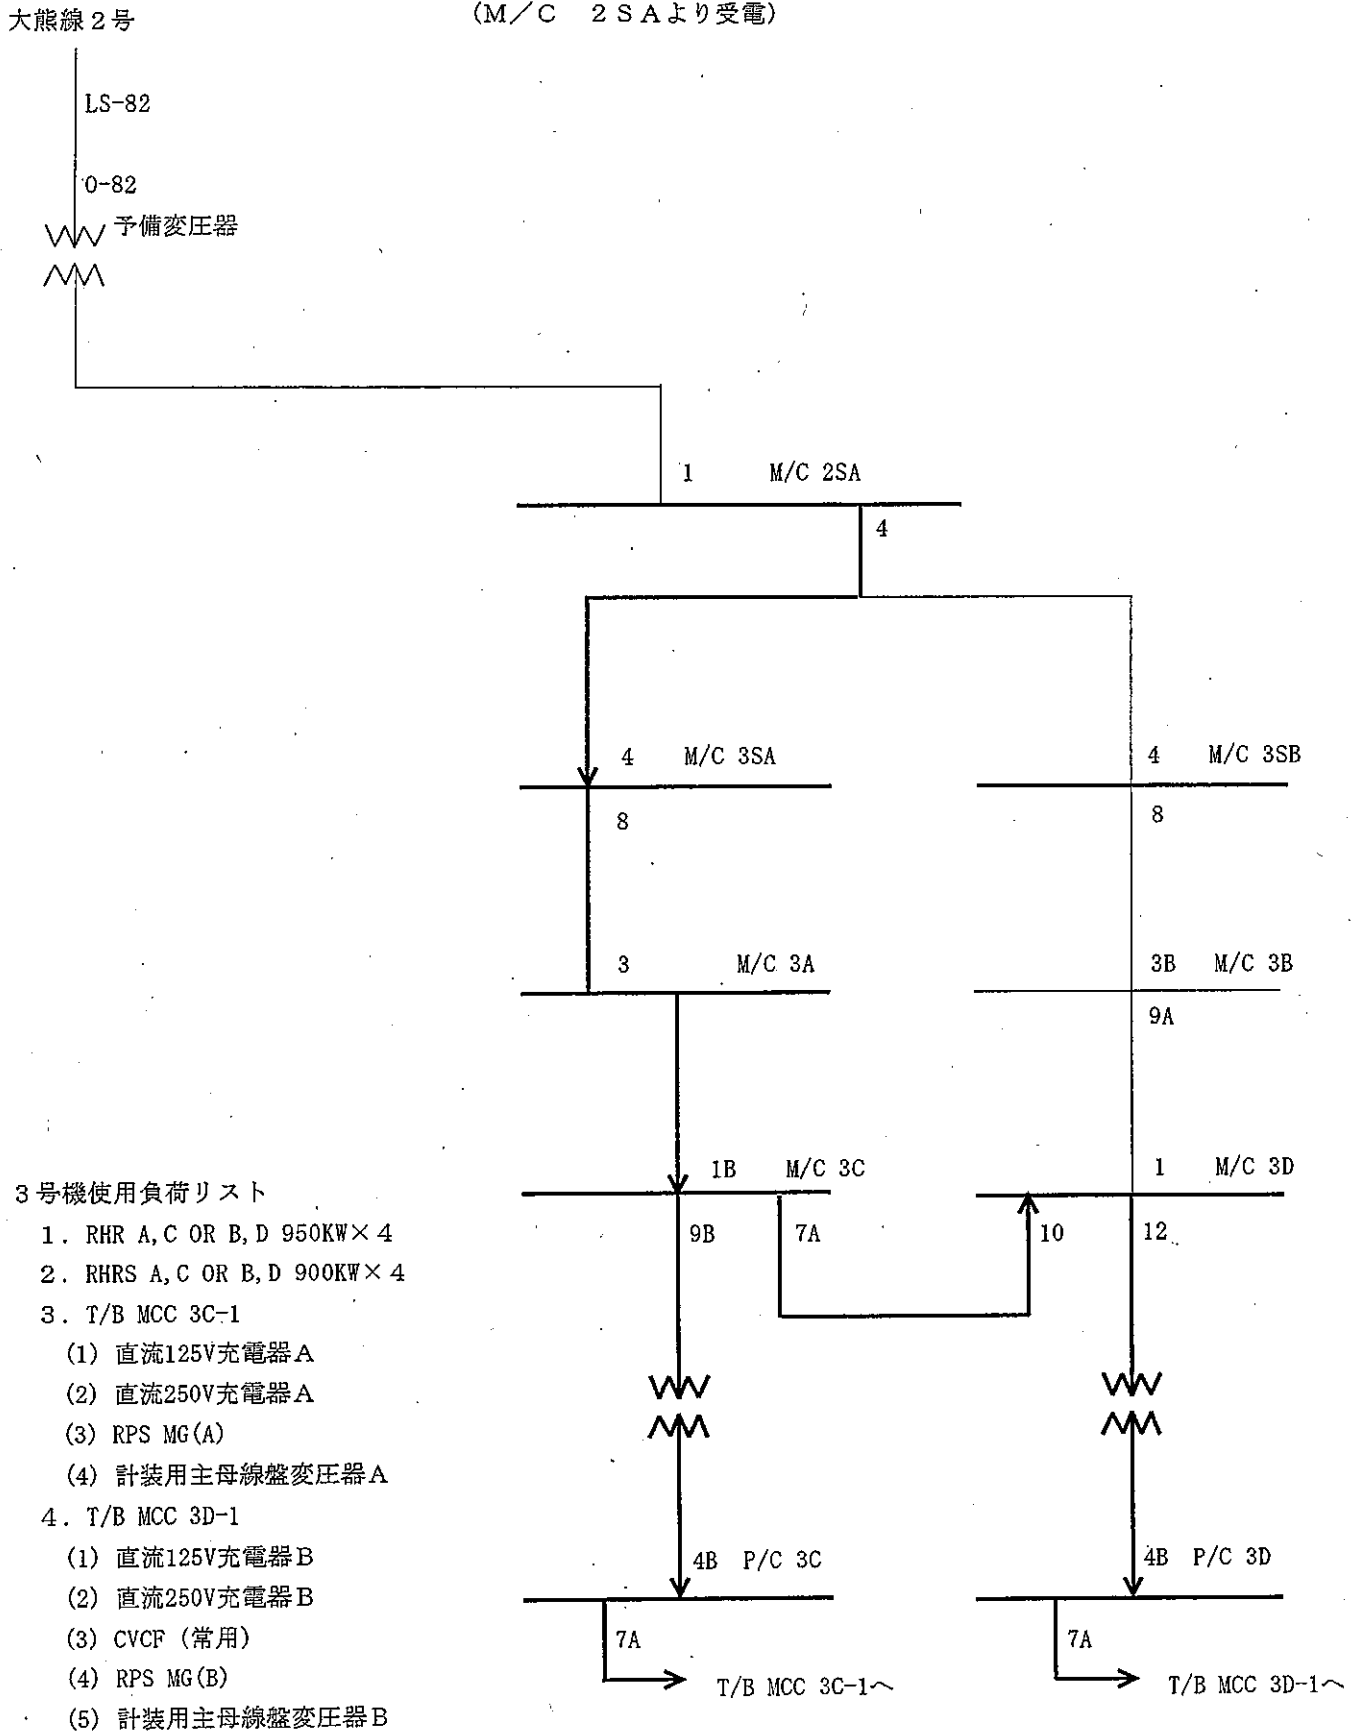 大熊線2号
(M/C 2SAより受電)
LS-82
O-82
予備変圧器
1 M/C 2SA
4
4 M/C 3SA
4 M/C 3SB
8
8
3 M/C 3A
3B M/C 3B
9A
1B M/C 3C
1 M/C 3D
9B
7A
10
12
3号機使用負荷リスト
1. RHR A,C OR B,D 950KW×4
2. RHRS A,C OR B,D 900KW×4
3. T/B MCC 3C-1
(1) 直流125V充電器A
(2) 直流250V充電器A
(3) RPS MG(A)
(4) 計装用主母線盤変圧器A
4. T/B MCC 3D-1
(1) 直流125V充電器B
(2) 直流250V充電器B
(3) CVCF (常用)
(4) RPS MG(B)
(5) 計装用主母線盤変圧器B
4B P/C 3C
4B P/C 3D
7A
7A
T/B MCC 3C-1へ
T/B MCC 3D-1へ